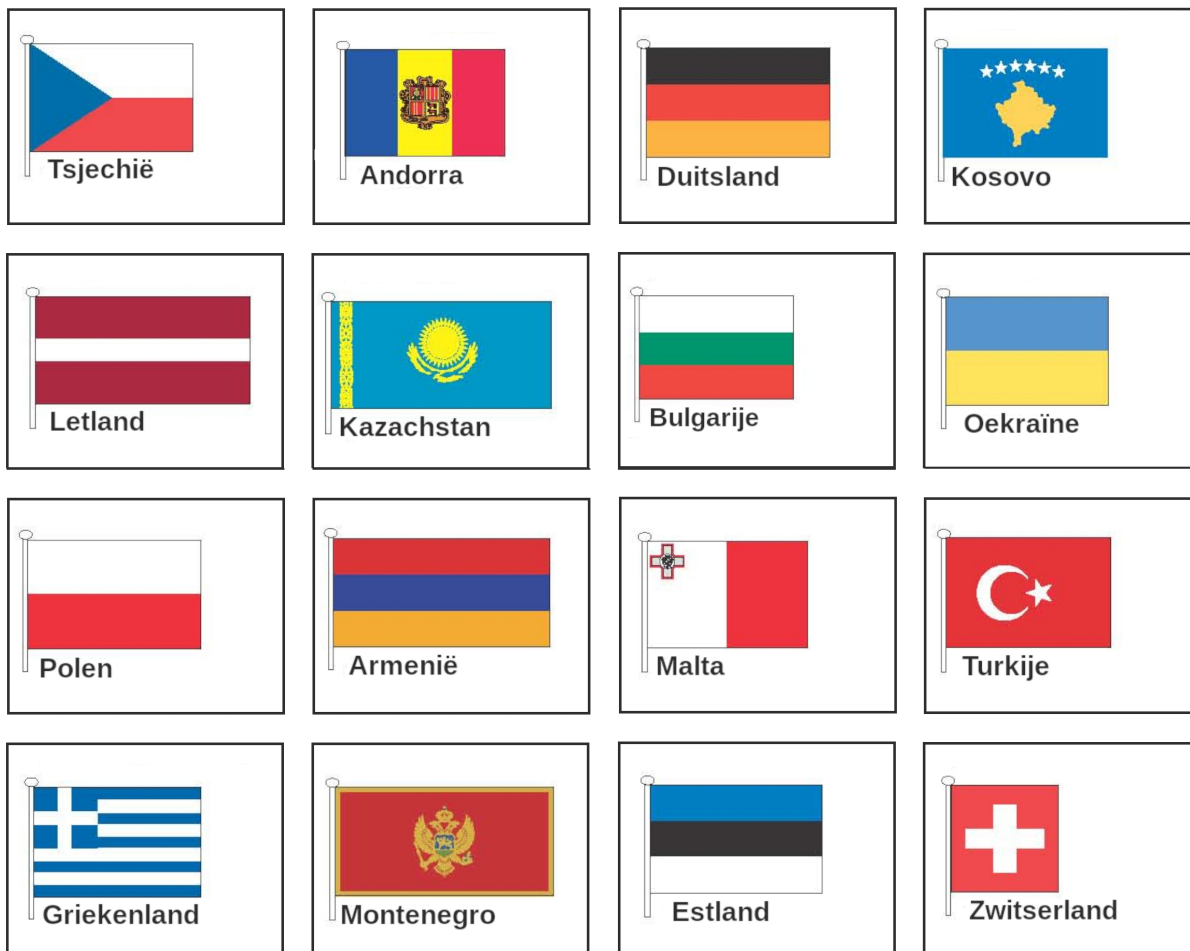 Tsjechië
Andorra
Duitsland
Kosovo
Letland
Kazachstan
Bulgarije
Oekraïne
Polen
Armenië
Malta
Turkije
Griekenland
Montenegro
Estland
Zwitserland